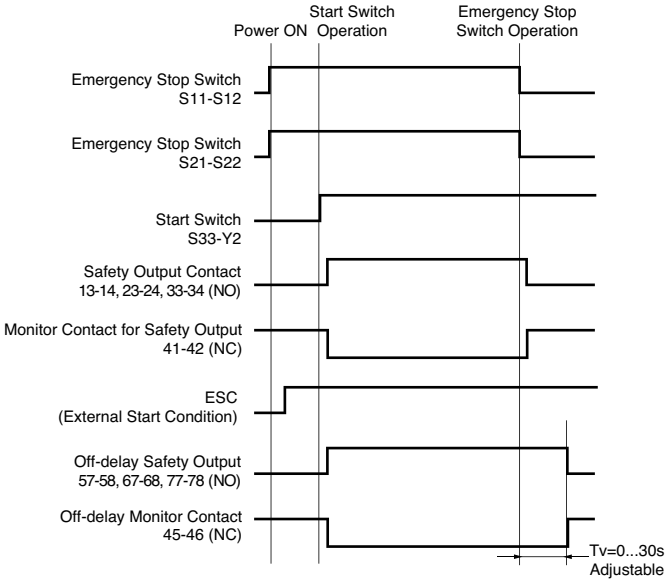 Start Switch
Operation
Emergency Stop
Switch Operation
Power ON
Emergency Stop Switch
S11-S12
Emergency Stop Switch
S21-S22
Start Switch
S33-Y2
Safety Output Contact
13-14, 23-24, 33-34 (NO)
Monitor Contact for Safety Output
41-42 (NC)
ESC
(External Start Condition)
Off-delay Safety Output
57-58, 67-68, 77-78 (NO)
Off-delay Monitor Contact
45-46 (NC)
Tv=0...30s
Adjustable